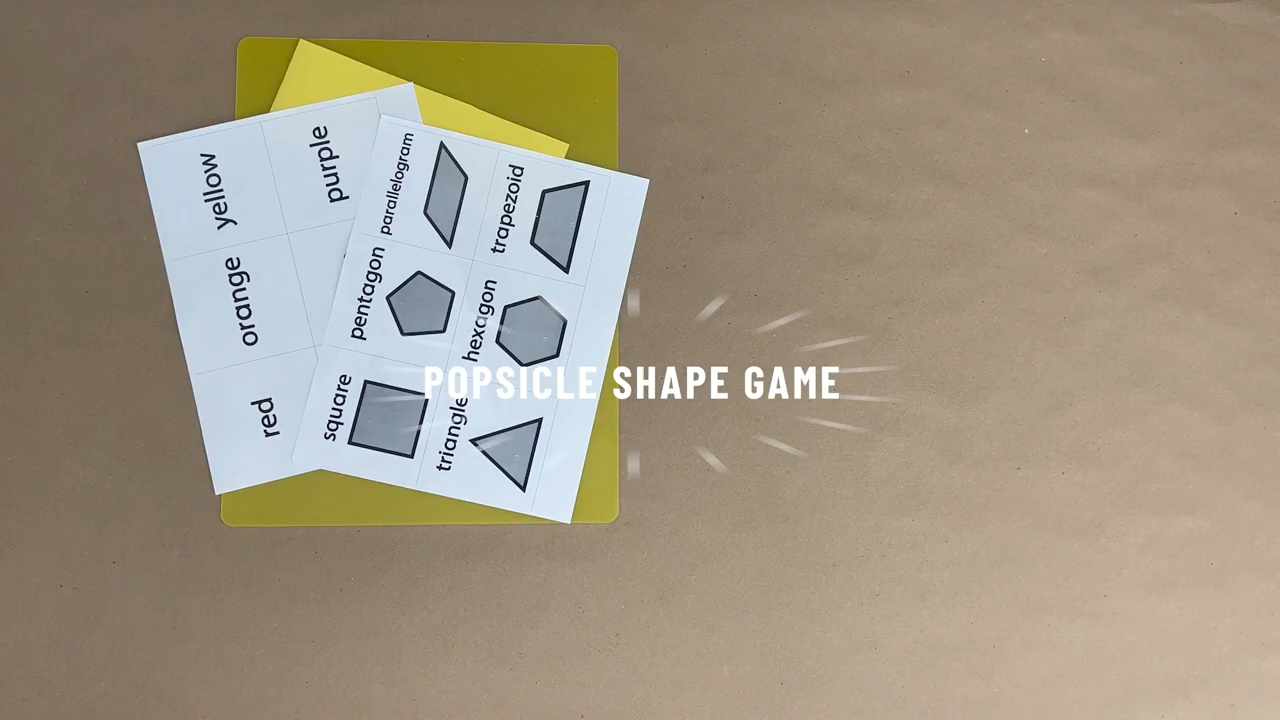 yellow
purple
orange
red
parallelogram
trapezoid
pentagon
hexagon
square
triangle
POPSICLE SHAPE GAME